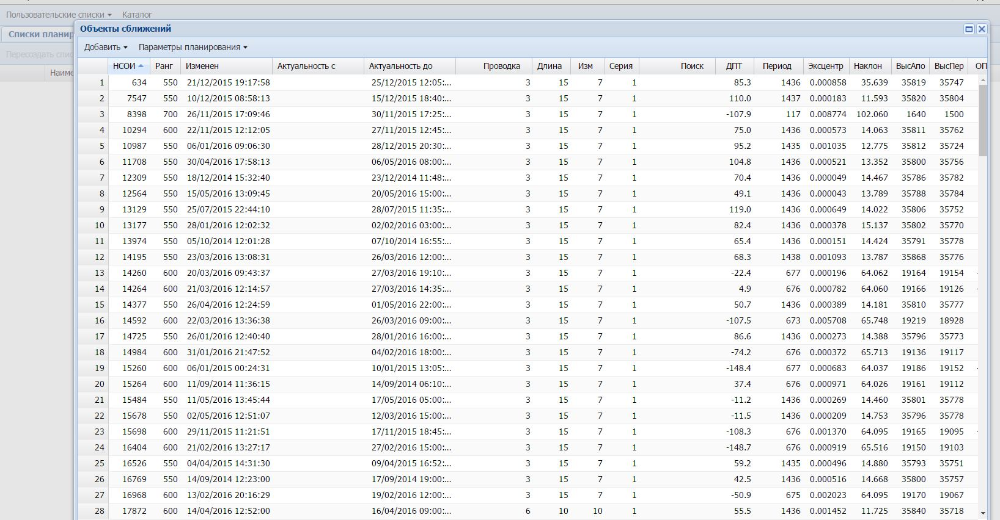 Пользовательские списки Каталог
Списки планир
Объекты сближений
Пересоздать спис
Добавить Параметры планирования
Наиме
НСОИ Ранг Изменен Актуальность с Актуальность до Проводка Длина Изм Серия Поиск ДПТ Период Эксцентр Наклон ВысАпо ВысПер ОП
1 634 550 21/12/2015 19:17:58 25/12/2015 12:05:... 3 15 7 1 85.3 1436 0.000858 35.639 35819 35747
2 7547 550 10/12/2015 08:58:13 15/12/2015 18:40:... 3 15 7 1 110.0 1437 0.000183 11.593 35820 35804
3 8398 700 26/11/2015 17:09:46 30/11/2015 17:25:... 3 15 7 1 -107.9 117 0.008774 102.060 1640 1500
4 10294 600 22/11/2015 12:12:05 27/11/2015 12:45:... 3 15 7 1 75.0 1436 0.000573 14.063 35811 35762
5 10987 550 06/01/2016 09:06:30 28/12/2015 20:30:... 3 15 7 1 95.2 1435 0.001035 12.775 35812 35724
6 11708 550 30/04/2016 17:58:13 06/05/2016 08:00:... 3 15 7 1 104.8 1436 0.000521 13.352 35800 35756
7 12309 550 18/12/2014 15:32:40 23/12/2014 11:48:... 3 15 7 1 70.4 1436 0.000049 14.467 35786 35782
8 12564 550 15/05/2016 13:09:45 20/05/2016 15:00:... 3 15 7 1 49.1 1436 0.000043 13.789 35788 35784
9 13129 550 25/07/2015 22:44:10 28/07/2015 11:35:... 3 15 7 1 119.0 1436 0.000649 14.022 35806 35752
10 13177 550 28/01/2016 12:02:32 02/02/2016 03:00:... 3 15 7 1 82.4 1436 0.000378 15.137 35802 35770
11 13974 550 05/10/2014 12:01:28 07/10/2014 16:55:... 3 15 7 1 65.4 1436 0.000151 14.424 35791 35778
12 14195 550 23/03/2016 13:08:31 26/03/2016 12:00:... 3 15 7 1 68.3 1438 0.001093 13.787 35868 35776
13 14260 600 20/03/2016 09:43:37 27/03/2016 19:10:... 3 15 7 1 -22.4 677 0.000196 64.062 19164 19154 -
14 14264 600 21/03/2016 12:14:57 27/03/2016 14:35:... 3 15 7 1 4.9 676 0.000782 64.060 19166 19126 -
15 14377 550 26/04/2016 12:24:59 01/05/2016 22:00:... 3 15 7 1 50.7 1436 0.000389 14.181 35810 35777
16 14592 600 22/03/2016 13:36:38 26/03/2016 09:00:... 3 15 7 1 -107.5 673 0.005708 65.748 19219 18928
17 14725 550 26/01/2016 12:40:40 28/01/2016 16:00:... 3 15 7 1 86.6 1436 0.000273 14.388 35796 35773
18 14984 600 31/01/2016 21:47:52 04/02/2016 18:00:... 3 15 7 1 -74.2 676 0.000372 65.713 19136 19117
19 15260 600 06/01/2015 00:24:31 10/01/2015 13:05:... 3 15 7 1 -148.4 677 0.000683 64.037 19186 19152 -
20 15264 600 11/09/2014 11:36:15 14/09/2014 06:10:... 3 15 7 1 37.4 676 0.000971 64.026 19161 19112
21 15484 550 11/05/2016 13:45:44 17/05/2016 05:00:... 3 15 7 1 -11.2 1436 0.000269 14.460 35801 35778
22 15678 550 02/05/2016 12:51:07 12/03/2016 15:00:... 3 15 7 1 -11.5 1436 0.000209 14.753 35796 35778
23 15698 600 29/11/2015 11:21:51 17/11/2015 18:45:... 3 15 7 1 -108.3 676 0.001370 64.095 19165 19095 -
24 16404 600 21/02/2016 13:27:17 27/02/2016 15:00:... 3 15 7 1 -148.7 676 0.000919 65.516 19150 19103
25 16526 550 04/04/2015 14:31:30 09/04/2015 16:52:... 3 15 7 1 59.2 1435 0.000496 14.880 35793 35751
26 16769 550 14/09/2014 12:23:00 17/09/2014 19:00:... 3 15 7 1 42.5 1436 0.000516 14.668 35800 35757
27 16968 600 13/02/2016 20:16:29 19/02/2016 12:00:... 3 15 7 1 -50.9 675 0.002023 64.095 19170 19067
28 17872 600 14/04/2016 12:52:00 16/04/2016 09:00:... 6 10 10 1 55.5 1436 0.001452 11.725 35840 35718